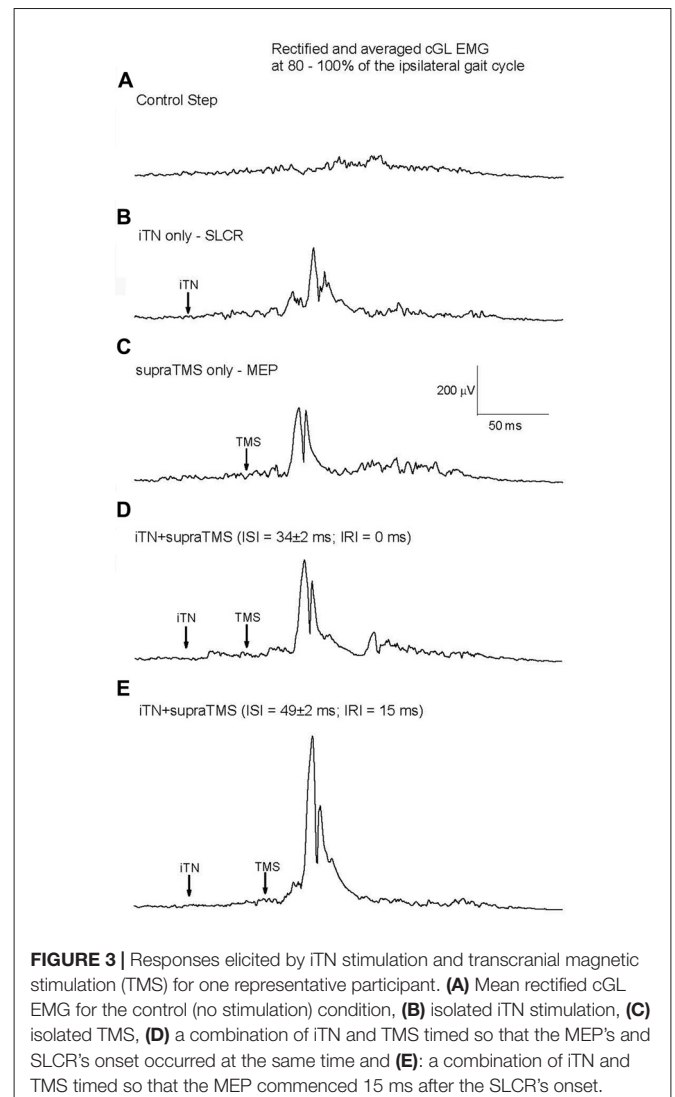 Rectified and averaged cGL EMG
at 80 - 100% of the ipsilateral gait cycle
A
Control Step
B
iTN only - SLCR
iTN
C
supraTMS only - MEP
200 µV
50 ms
TMS
D
iTN+supraTMS (ISI = 34±2 ms; IRI = 0 ms)
iTN TMS
E
iTN+supraTMS (ISI = 49±2 ms; IRI = 15 ms)
iTN TMS
FIGURE 3 | Responses elicited by iTN stimulation and transcranial magnetic
stimulation (TMS) for one representative participant. (A) Mean rectified cGL
EMG for the control (no stimulation) condition, (B) isolated iTN stimulation, (C)
isolated TMS, (D) a combination of iTN and TMS timed so that the MEP's and
SLCR's onset occurred at the same time and (E): a combination of iTN and
TMS timed so that the MEP commenced 15 ms after the SLCR's onset.